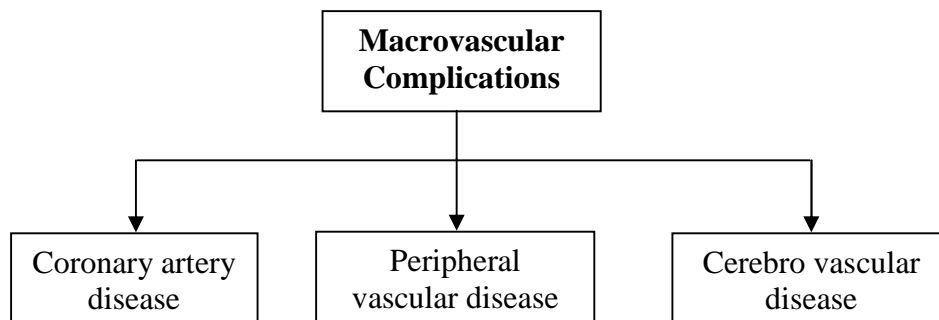 Macrovascular
Complications
Coronary artery
disease
Peripheral
vascular disease
Cerebro vascular
disease